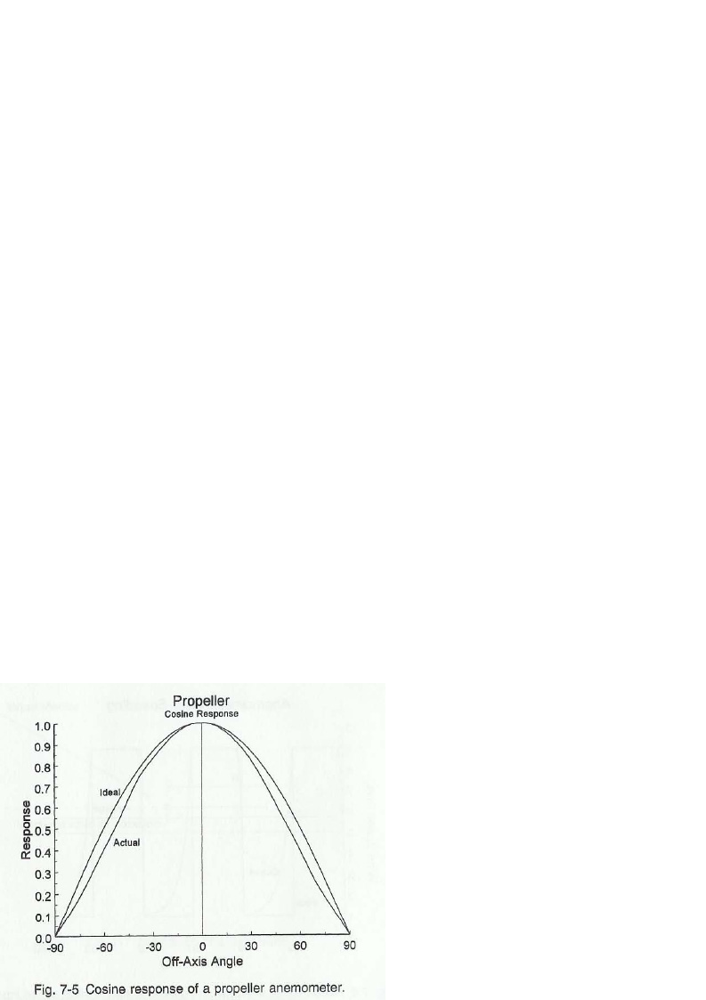 Propeller
Cosine Response
1.0
0.9
0.8
0.7
0.6
0.5
0.4
0.3
0.2
0.1
0.0
Response
Ideal
Actual
-90 -60 -30 0 30 60 90
Off-Axis Angle
Fig. 7-5 Cosine response of a propeller anemometer.